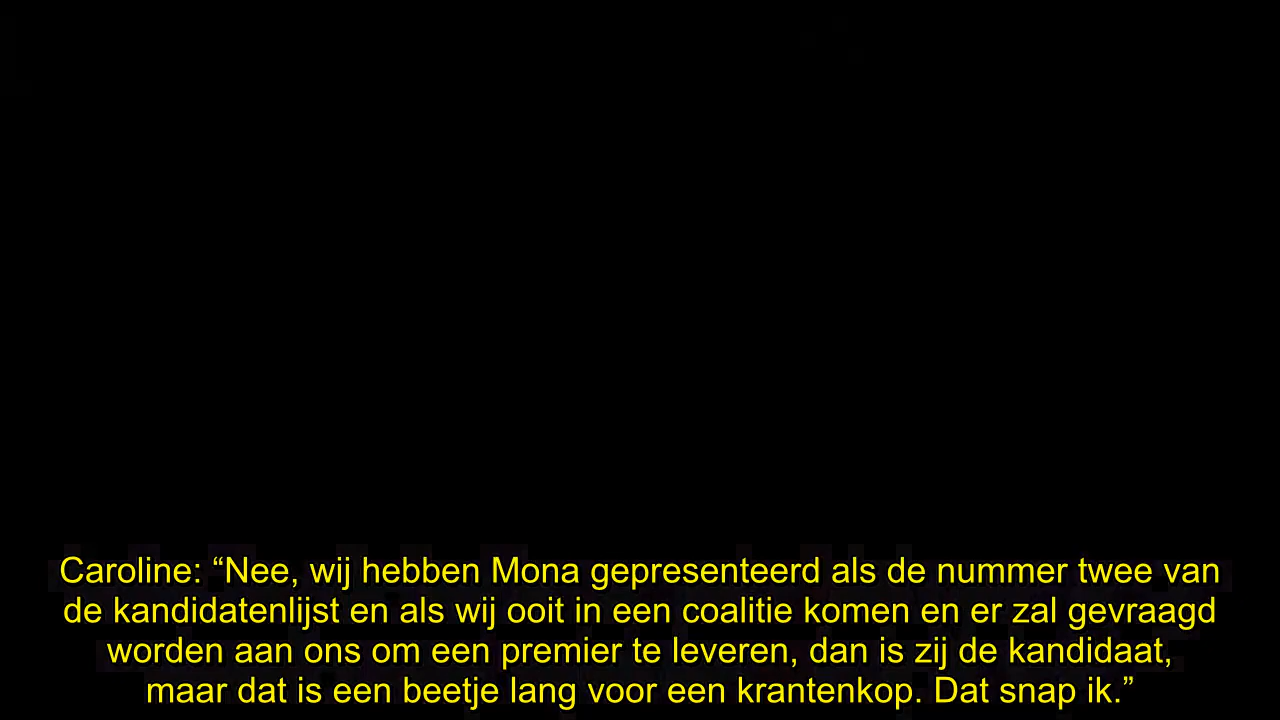 Caroline: “Nee, wij hebben Mona gepresenteerd als de nummer twee van
de kandidatenlijst en als wij ooit in een coalitie komen en er zal gevraagd
worden aan ons om een premier te leveren, dan is zij de kandidaat,
maar dat is een beetje lang voor een krantenkop. Dat snap ik.”